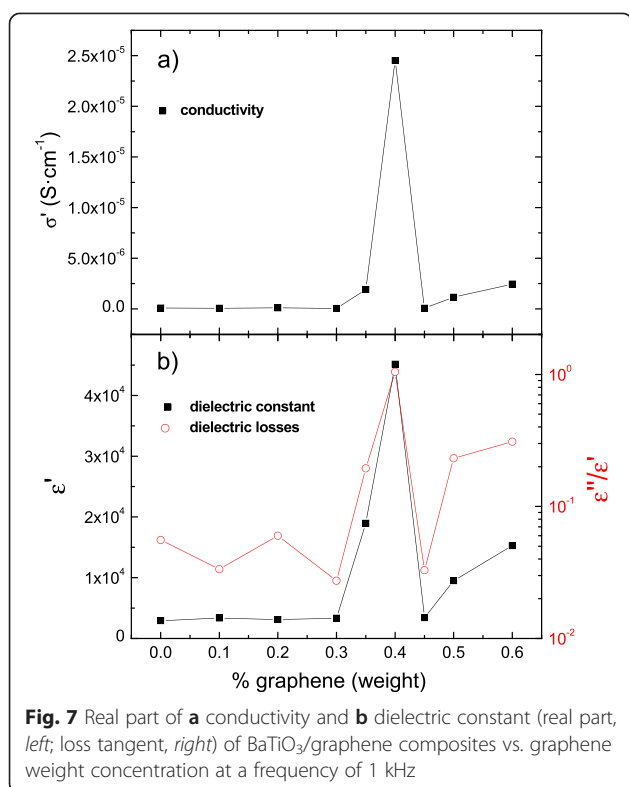 a)
conductivity
2.5x10⁻⁵
2.0x10⁻⁵
1.5x10⁻⁵
1.0x10⁻⁵
5.0x10⁻⁶
0.0
σ' (S·cm⁻¹)
b)
dielectric constant
dielectric losses
4x10⁴
3x10⁴
2x10⁴
1x10⁴
0
ε'
10⁰
10⁻¹
10⁻²
ε''/ε'
0.0 0.1 0.2 0.3 0.4 0.5 0.6
% graphene (weight)
Fig. 7 Real part of a conductivity and b dielectric constant (real part,
left; loss tangent, right) of BaTiO₃/graphene composites vs. graphene
weight concentration at a frequency of 1 kHz